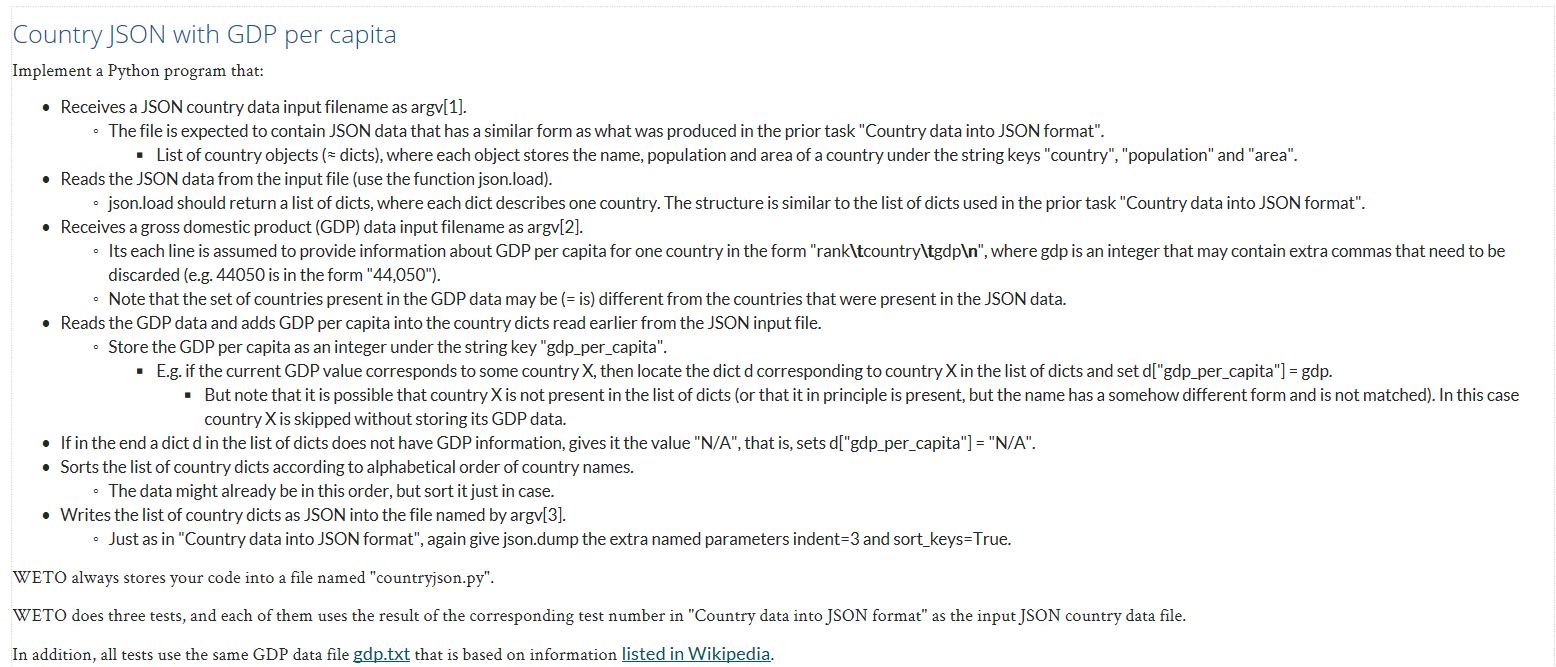 Country JSON with GDP per capita
Implement a Python program that:
• Receives a JSON country data input filename as argv[1].
◦ The file is expected to contain JSON data that has a similar form as what was produced in the prior task "Country data into JSON format".
▪ List of country objects (≈ dicts), where each object stores the name, population and area of a country under the string keys "country", "population" and "area".
• Reads the JSON data from the input file (use the function json.load).
◦ json.load should return a list of dicts, where each dict describes one country. The structure is similar to the list of dicts used in the prior task "Country data into JSON format".
• Receives a gross domestic product (GDP) data input filename as argv[2].
◦ Its each line is assumed to provide information about GDP per capita for one country in the form "rank\tcountry\tgdp\n", where gdp is an integer that may contain extra commas that need to be
discarded (e.g. 44050 is in the form "44,050").
◦ Note that the set of countries present in the GDP data may be (= is) different from the countries that were present in the JSON data.
• Reads the GDP data and adds GDP per capita into the country dicts read earlier from the JSON input file.
◦ Store the GDP per capita as an integer under the string key "gdp_per_capita".
▪ E.g. if the current GDP value corresponds to some country X, then locate the dict d corresponding to country X in the list of dicts and set d["gdp_per_capita"] = gdp.
▪ But note that it is possible that country X is not present in the list of dicts (or that it in principle is present, but the name has a somehow different form and is not matched). In this case
country X is skipped without storing its GDP data.
• If in the end a dict d in the list of dicts does not have GDP information, gives it the value "N/A", that is, sets d["gdp_per_capita"] = "N/A".
• Sorts the list of country dicts according to alphabetical order of country names.
◦ The data might already be in this order, but sort it just in case.
• Writes the list of country dicts as JSON into the file named by argv[3].
◦ Just as in "Country data into JSON format", again give json.dump the extra named parameters indent=3 and sort_keys=True.
WETO always stores your code into a file named "countryjson.py".
WETO does three tests, and each of them uses the result of the corresponding test number in "Country data into JSON format" as the input JSON country data file.
In addition, all tests use the same GDP data file gdp.txt that is based on information listed in Wikipedia.